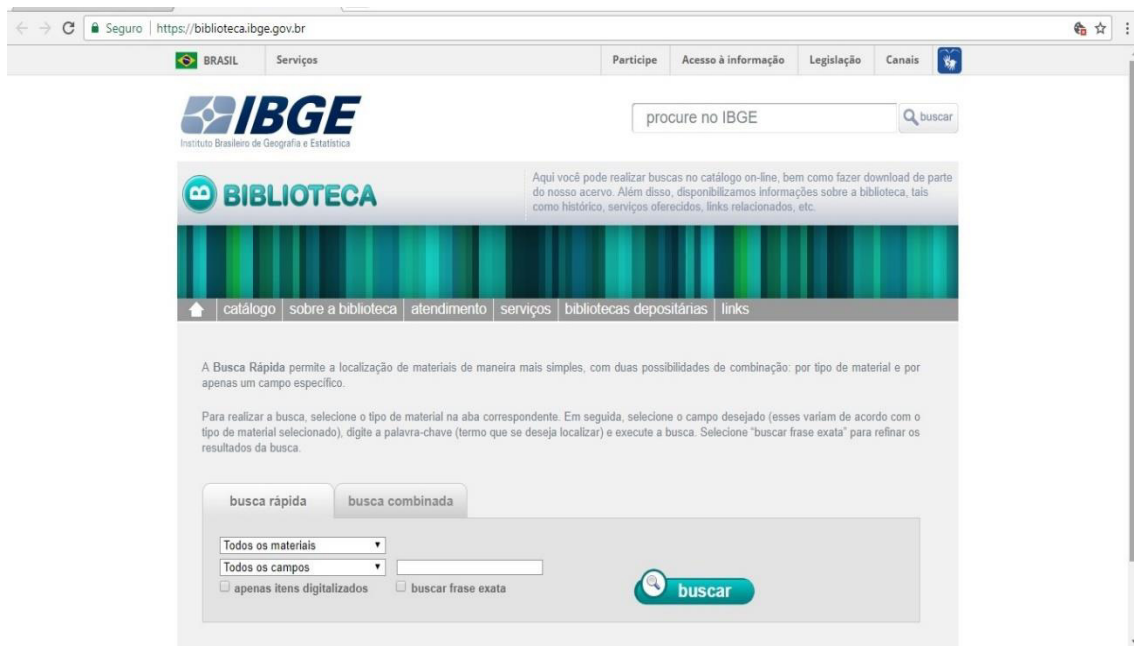 Seguro | https://biblioteca.ibge.gov.br
BRASIL Serviços Participe Acesso à informação Legislação Canais
IBGE
Instituto Brasileiro de Geografia e Estatística
procure no IBGE buscar
BIBLIOTECA
Aqui você pode realizar buscas no catálogo on-line, bem como fazer download de parte
do nosso acervo. Além disso, disponibilizamos informações sobre a biblioteca, tais
como histórico, serviços oferecidos, links relacionados, etc.
catálogo sobre a biblioteca atendimento serviços bibliotecas depositárias links
A Busca Rápida permite a localização de materiais de maneira mais simples, com duas possibilidades de combinação: por tipo de material e por
apenas um campo específico.
Para realizar a busca, selecione o tipo de material na aba correspondente. Em seguida, selecione o campo desejado (esses variam de acordo com o
tipo de material selecionado), digite a palavra-chave (termo que se deseja localizar) e execute a busca. Selecione "buscar frase exata" para refinar os
resultados da busca.
busca rápida busca combinada
Todos os materiais
Todos os campos
apenas itens digitalizados buscar frase exata
buscar